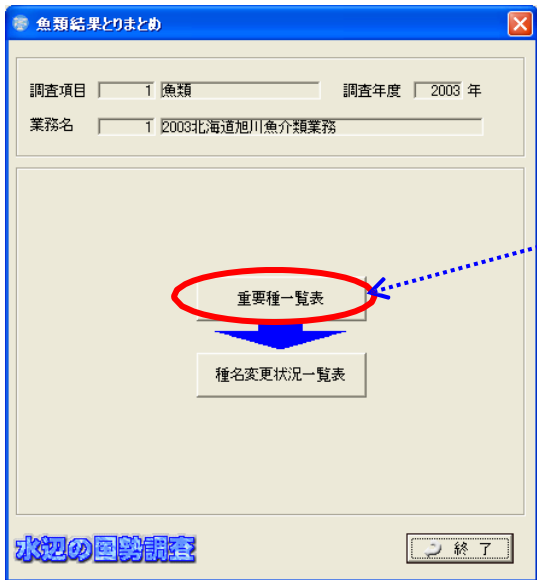 魚類結果とりまとめ
調査項目 1 魚類 調査年度 2003 年
業務名 1 2003北海道旭川魚介類業務
重要種一覧表
種名変更状況一覧表
水辺の国勢調査 終 了